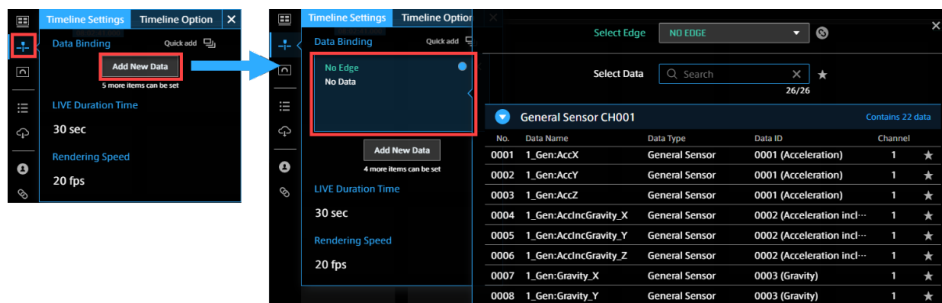 Timeline Settings Timeline Option ×
Data Binding Quick add
Add New Data
5 more items can be set
LIVE Duration Time
30 sec
Rendering Speed
20 fps
Timeline Settings Timeline Option
Data Binding Quick add
No Edge
No Data
Add New Data
4 more items can be set
LIVE Duration Time
30 sec
Rendering Speed
20 fps
Select Edge NO EDGE
Select Data Search × ★
26/26
General Sensor CH001 Contains 22 data
No. Data Name Data Type Data ID Channel
0001 1_Gen:AccX General Sensor 0001 (Acceleration) 1 ★
0002 1_Gen:AccY General Sensor 0001 (Acceleration) 1 ★
0003 1_Gen:AccZ General Sensor 0001 (Acceleration) 1 ★
0004 1_Gen:AccIncGravity_X General Sensor 0002 (Acceleration incl··· 1 ★
0005 1_Gen:AccIncGravity_Y General Sensor 0002 (Acceleration incl··· 1 ★
0006 1_Gen:AccIncGravity_Z General Sensor 0002 (Acceleration incl··· 1 ★
0007 1_Gen:Gravity_X General Sensor 0003 (Gravity) 1 ★
0008 1_Gen:Gravity_Y General Sensor 0003 (Gravity) 1 ★